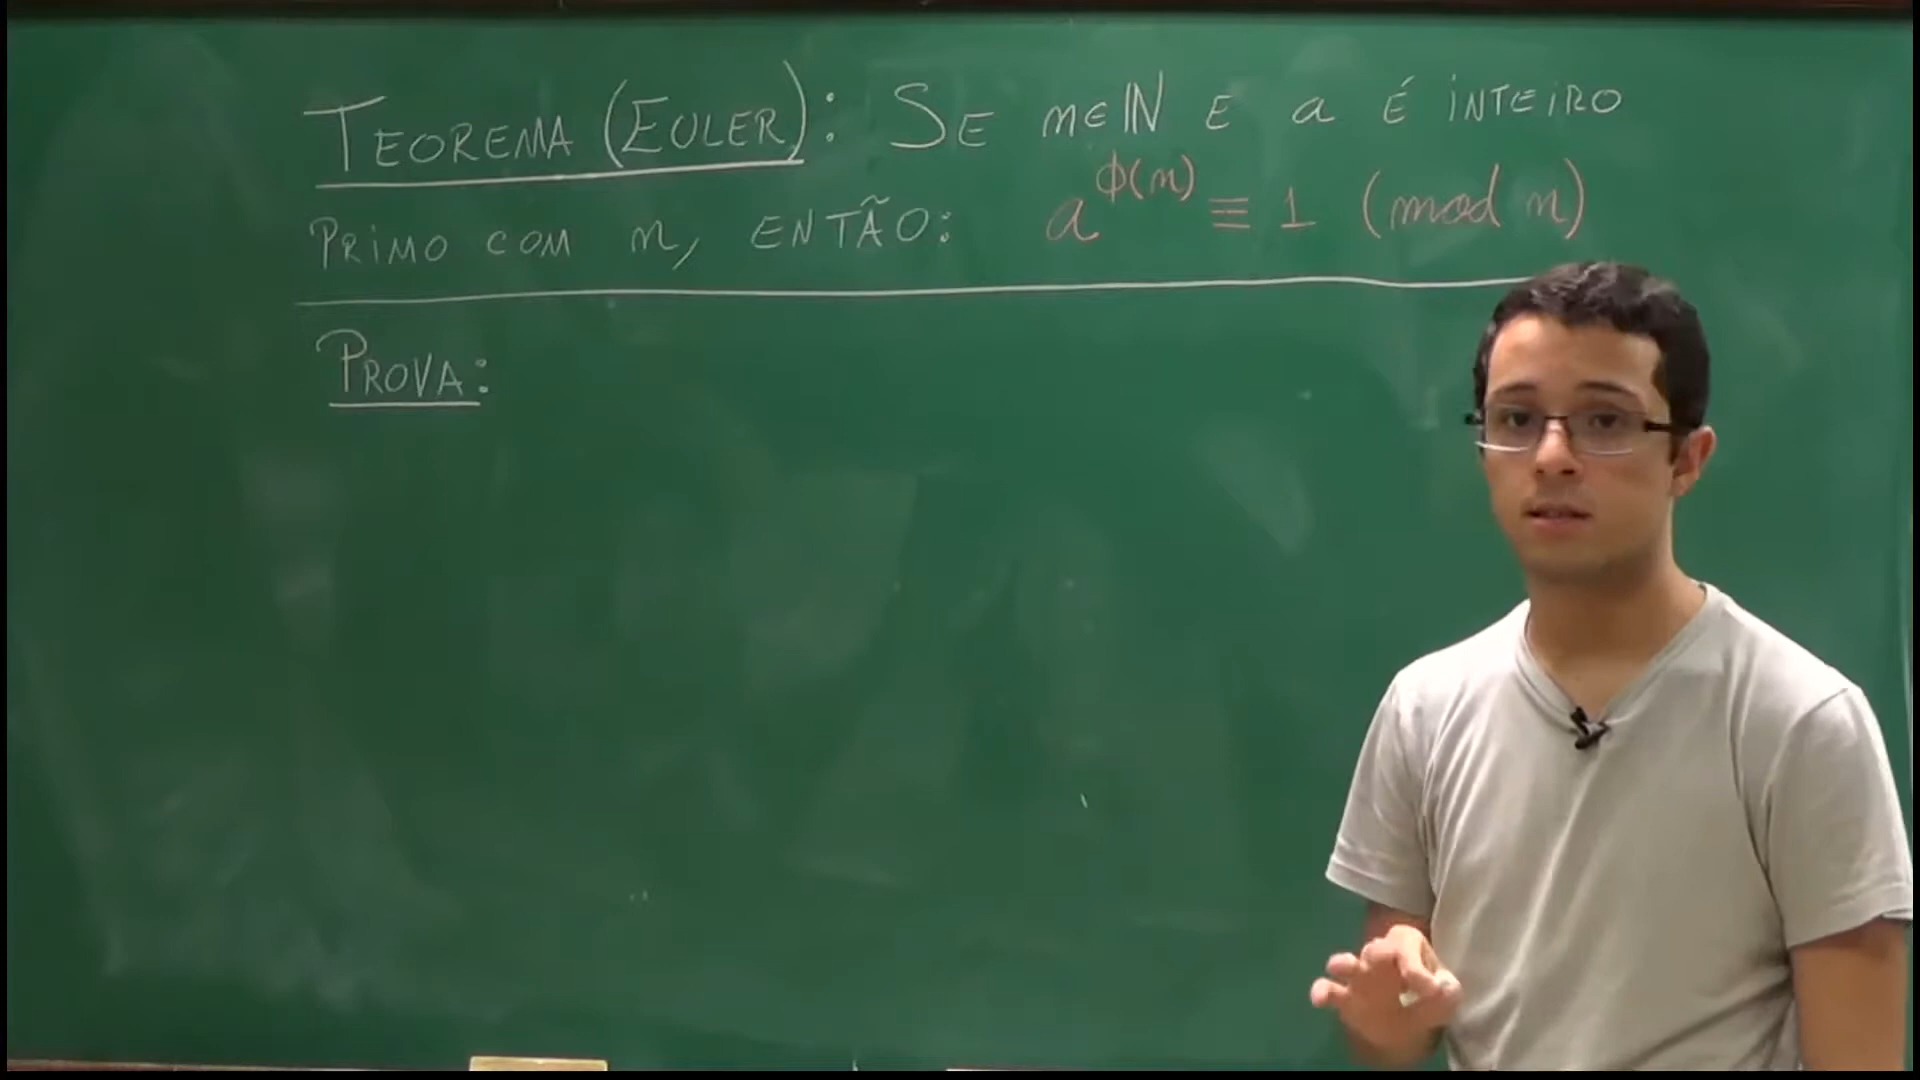 TEOREMA (EULER): SE n∈ℕ E a É INTEIRO
PRIMO COM n, ENTÃO: a^ϕ(n) ≡ 1 (mod n)
PROVA: